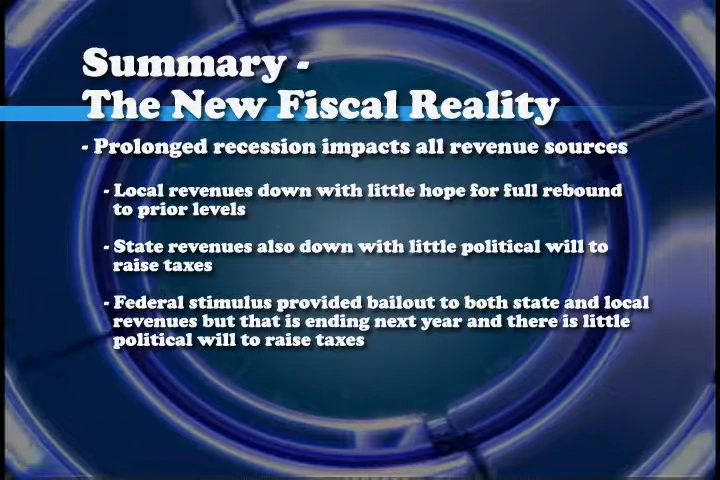 Summary -
The New Fiscal Reality
- Prolonged recession impacts all revenue sources
- Local revenues down with little hope for full rebound
to prior levels
- State revenues also down with little political will to
raise taxes
- Federal stimulus provided bailout to both state and local
revenues but that is ending next year and there is little
political will to raise taxes